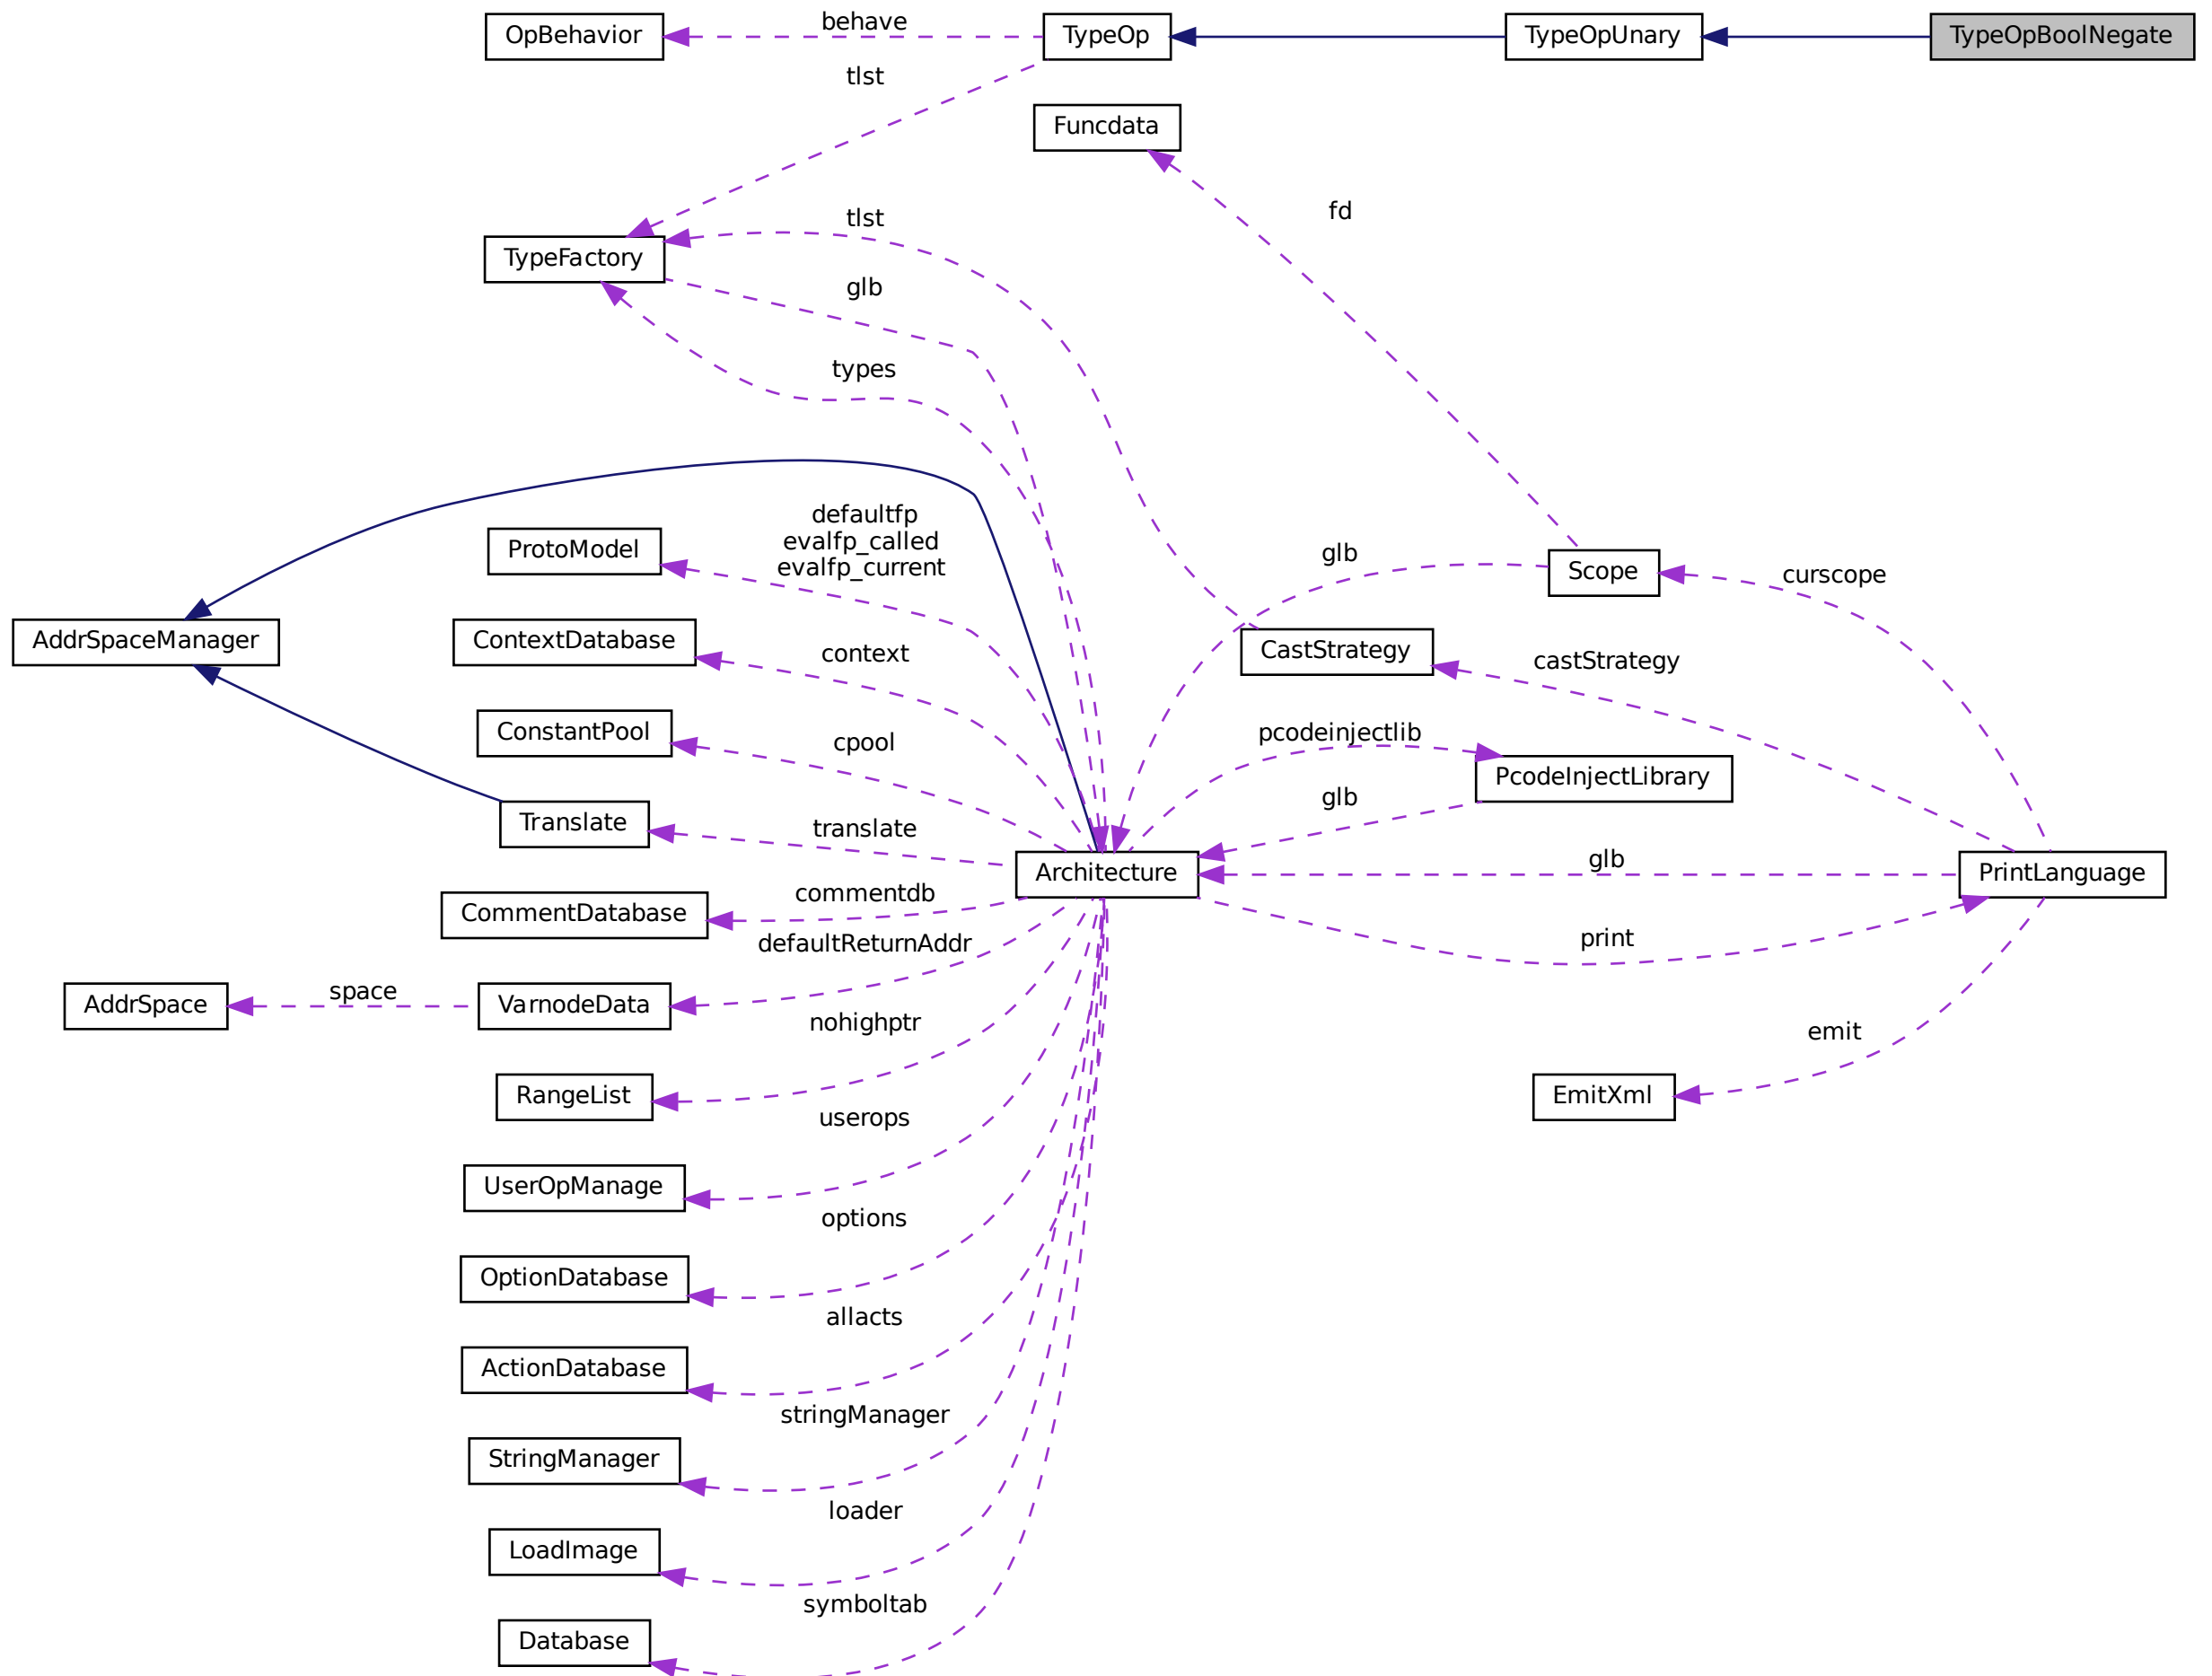 OpBehavior
behave
TypeOp
TypeOpUnary
TypeOpBoolNegate
tlst
Funcdata
fd
tlst
TypeFactory
glb
types
defaultfp
evalfp_called
evalfp_current
ProtoModel
glb
Scope
curscope
AddrSpaceManager
ContextDatabase
context
CastStrategy
castStrategy
ConstantPool
cpool
pcodeinjectlib
PcodeInjectLibrary
glb
Translate
translate
Architecture
glb
PrintLanguage
CommentDatabase
commentdb
defaultReturnAddr
print
AddrSpace
space
VarnodeData
nohighptr
emit
RangeList
EmitXml
userops
UserOpManage
options
OptionDatabase
allacts
ActionDatabase
stringManager
StringManager
loader
LoadImage
symboltab
Database